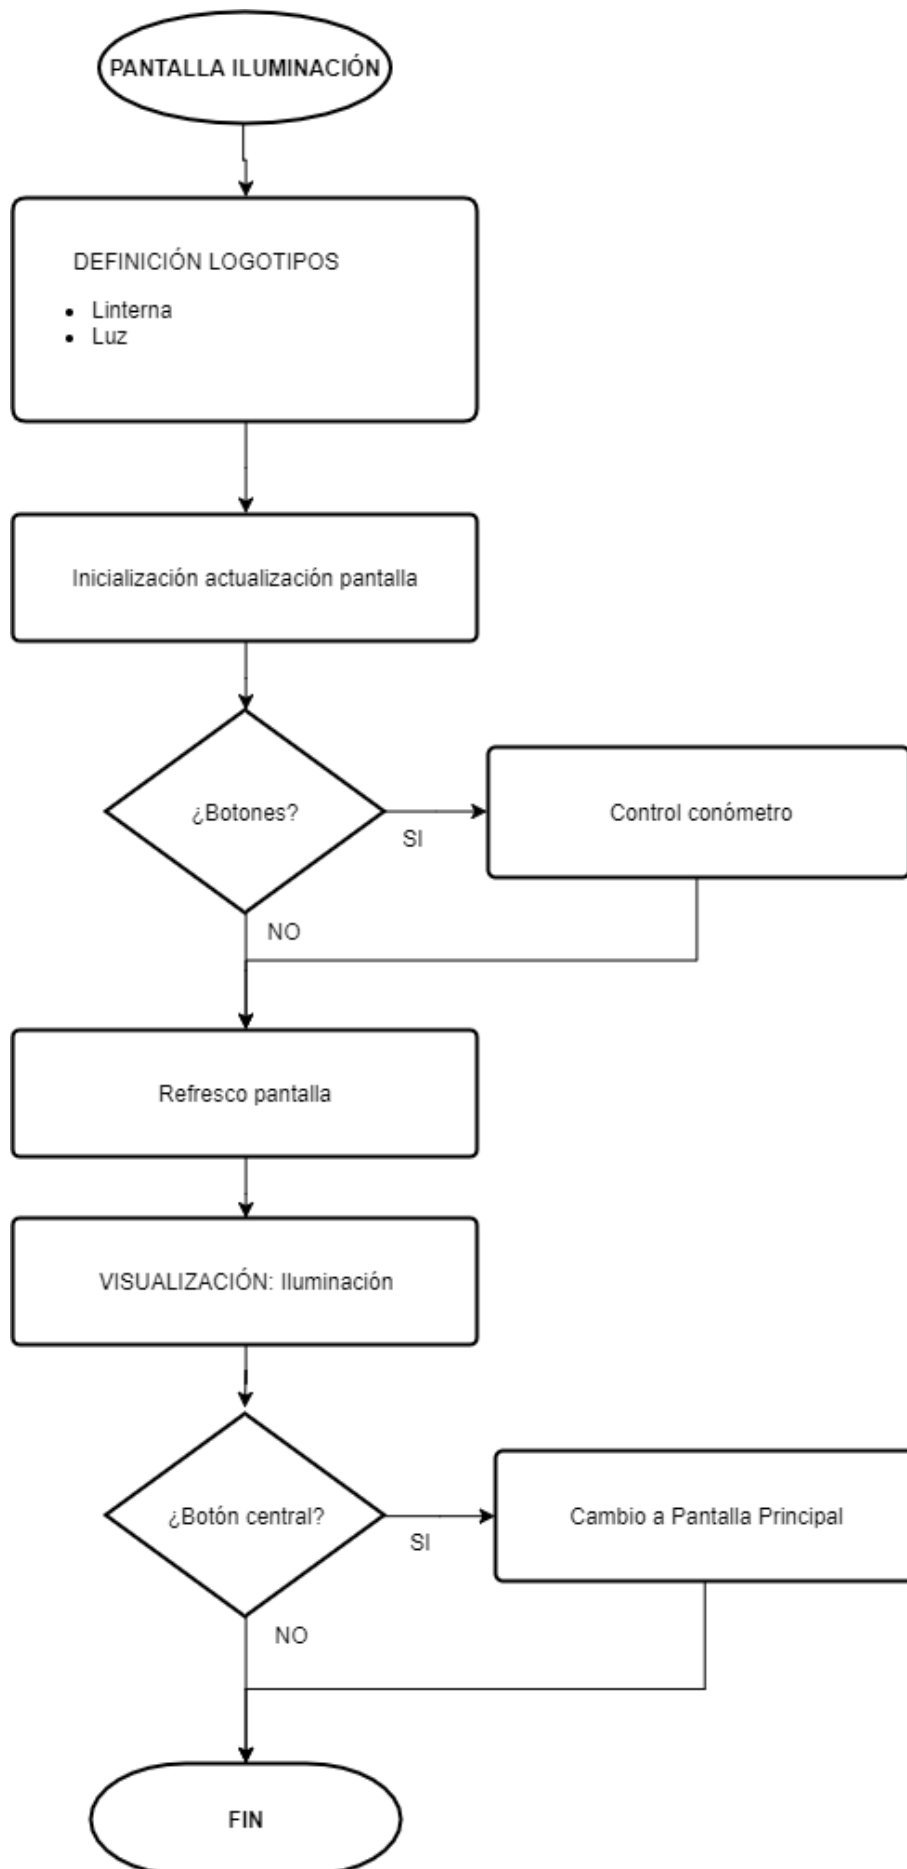 PANTALLA ILUMINACIÓN
DEFINICIÓN LOGOTIPOS
• Linterna
• Luz
Inicialización actualización pantalla
¿Botones?
SI
Control conómetro
NO
Refresco pantalla
VISUALIZACIÓN: Iluminación
¿Botón central?
SI
Cambio a Pantalla Principal
NO
FIN